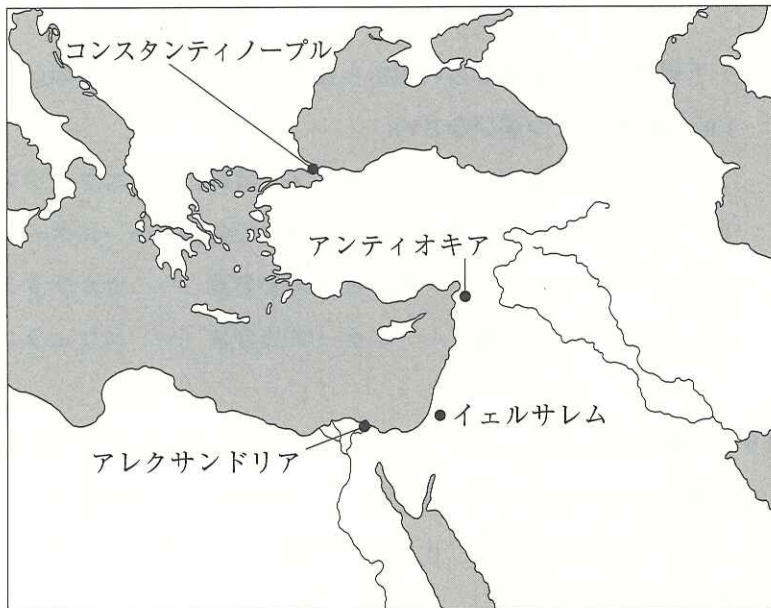 コンスタンティノープル
アンティオキア
イェルサレム
アレクサンドリア